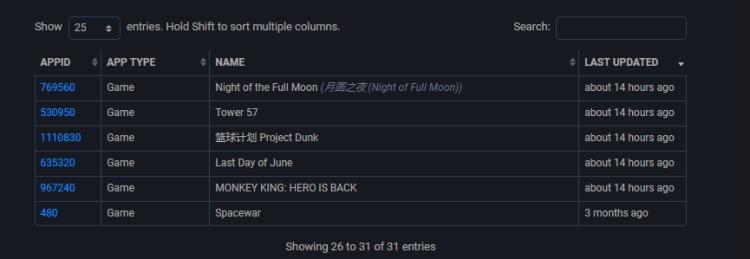 Show 25 entries. Hold Shift to sort multiple columns. Search:
APPID APP TYPE NAME LAST UPDATED
769560 Game Night of the Full Moon (月圆之夜 (Night of Full Moon)) about 14 hours ago
530950 Game Tower 57 about 14 hours ago
1110830 Game 篮球计划 Project Dunk about 14 hours ago
635320 Game Last Day of June about 14 hours ago
967240 Game MONKEY KING: HERO IS BACK about 14 hours ago
480 Game Spacewar 3 months ago
Showing 26 to 31 of 31 entries